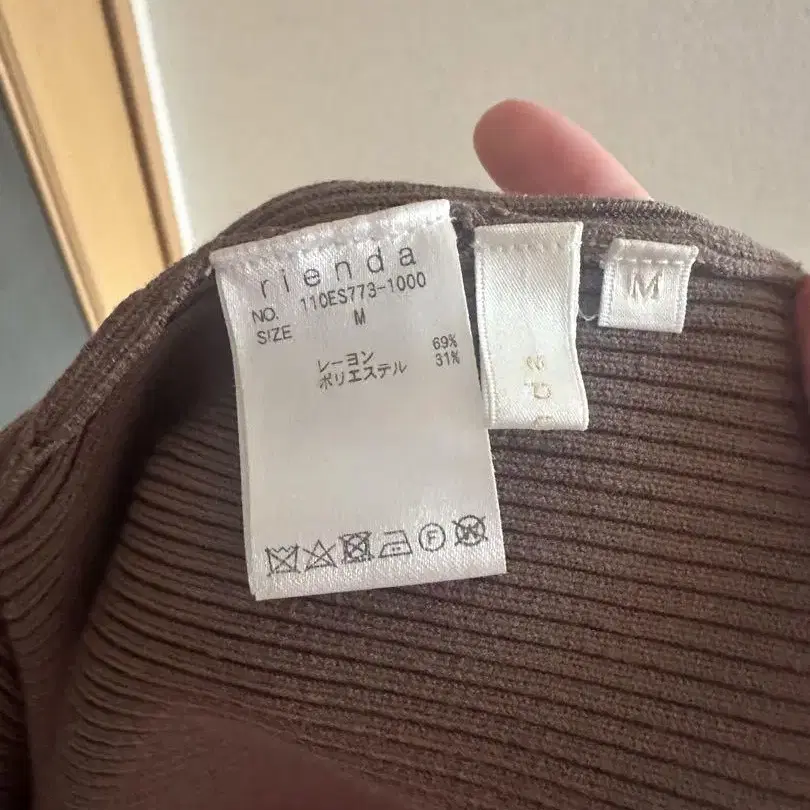 rienda
NO. 110ES773-1000
SIZE M
レーヨン 69%
ポリエステル 31%
M